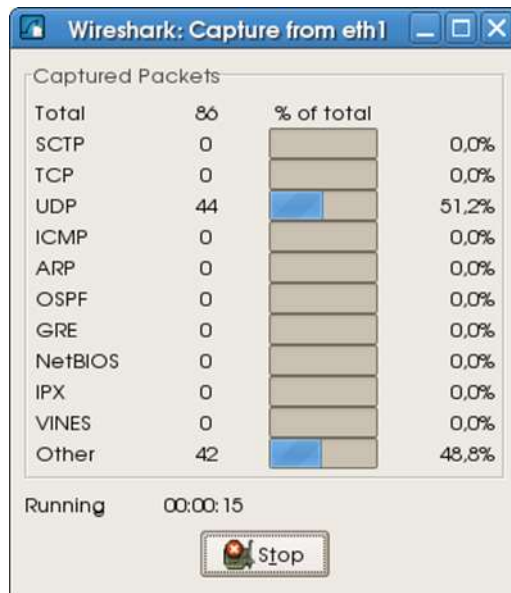 Wireshark: Capture from eth1
Captured Packets
Total 86 % of total
SCTP 0 0,0%
TCP 0 0,0%
UDP 44 51,2%
ICMP 0 0,0%
ARP 0 0,0%
OSPF 0 0,0%
GRE 0 0,0%
NetBIOS 0 0,0%
IPX 0 0,0%
VINES 0 0,0%
Other 42 48,8%
Running 00:00:15
Stop